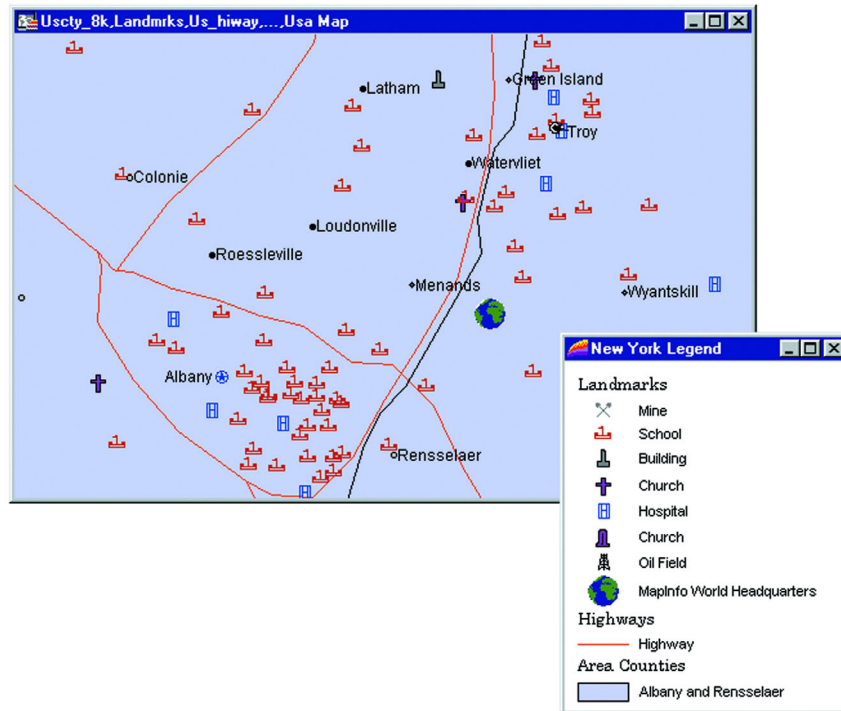 Uscty_8k,Landmrks,Us_hiway,...,Usa Map
Green Island
Latham
Troy
Watervliet
Colonie
Loudonville
Roessleville
Menands
Wyantskill
Albany
Rensselaer
New York Legend
Landmarks
Mine
School
Building
Church
Hospital
Church
Oil Field
MapInfo World Headquarters
Highways
Highway
Area Counties
Albany and Rensselaer